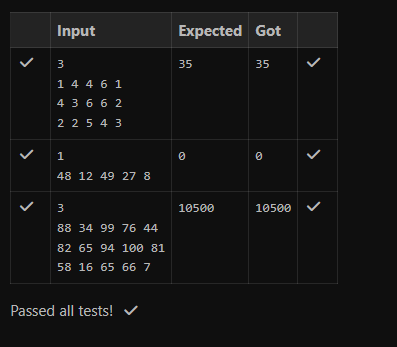 Input Expected Got
3 35 35
1 4 4 6 1
4 3 6 6 2
2 2 5 4 3
1 0 0
48 12 49 27 8
3 10500 10500
88 34 99 76 44
82 65 94 100 81
58 16 65 66 7
Passed all tests!